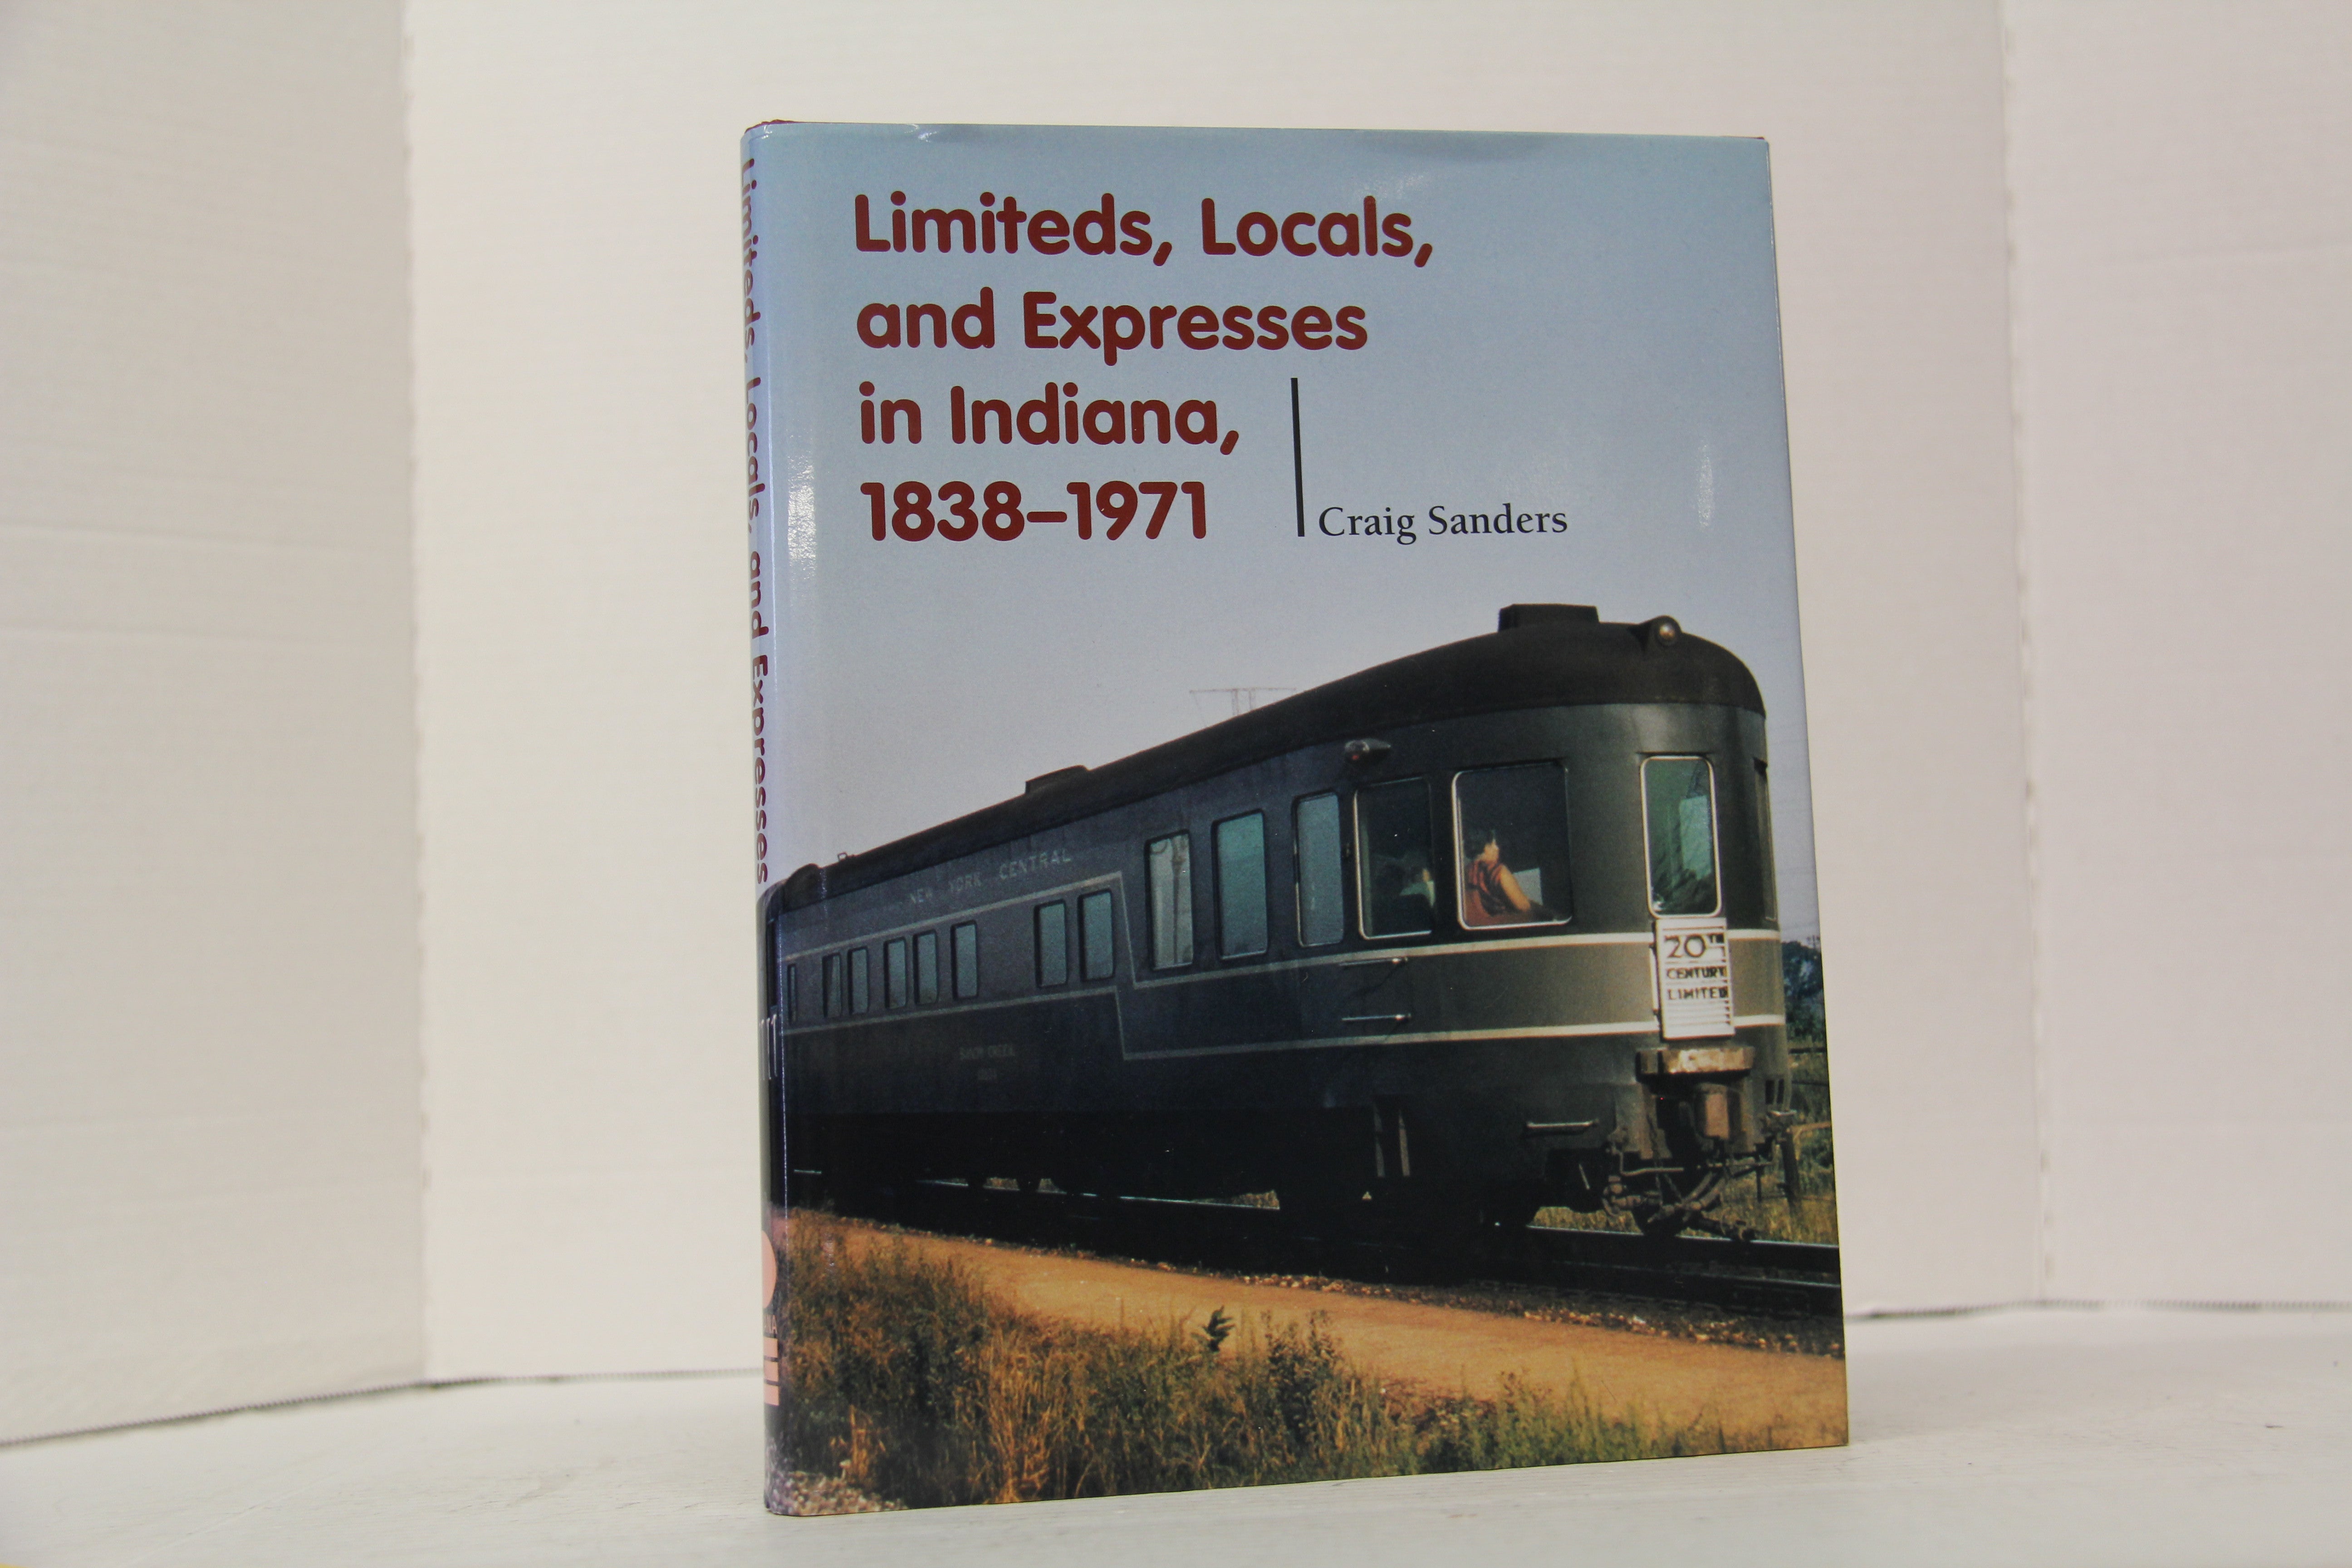 Limiteds, Locals, and Expresses
Limiteds, Locals,
and Expresses
in Indiana,
1838–1971
Craig Sanders
NEW YORK CENTRAL
20TH
CENTURY
LIMITED